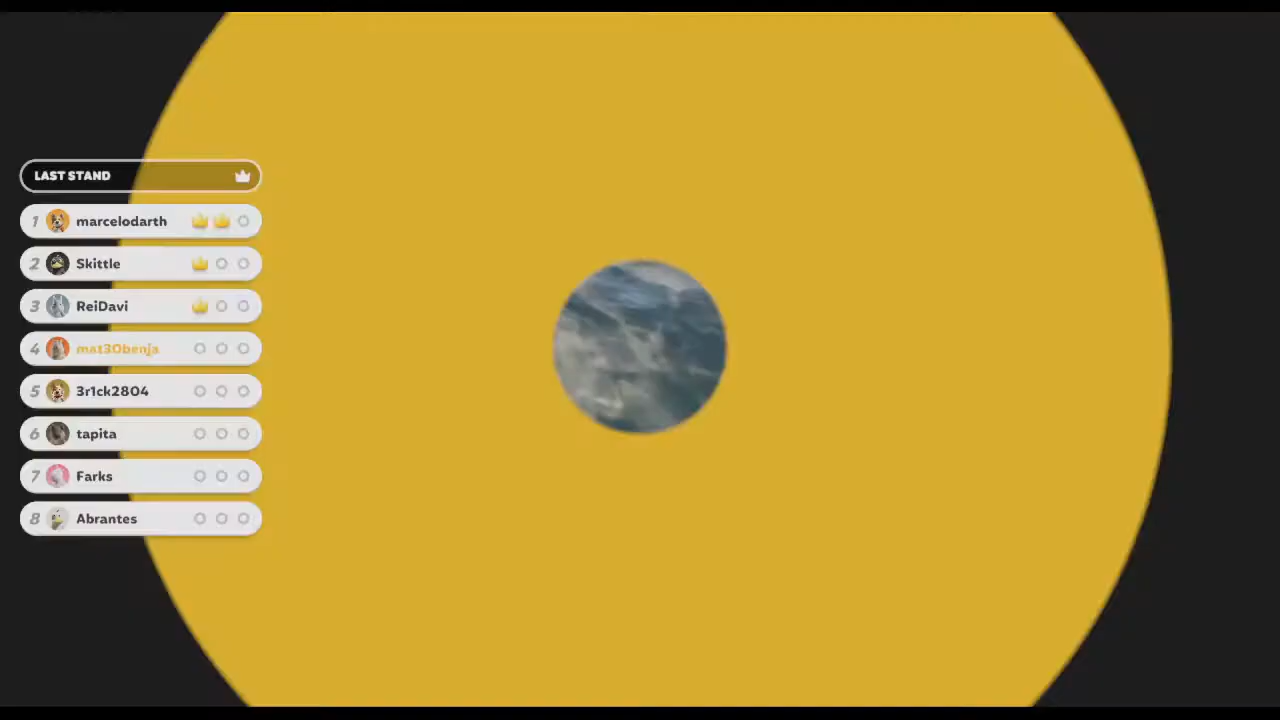 LAST STAND
1 marcelodarth
2 Skittle
3 ReiDavi
4 mat30benja
5 3r1ck2804
6 tapita
7 Farks
8 Abrantes